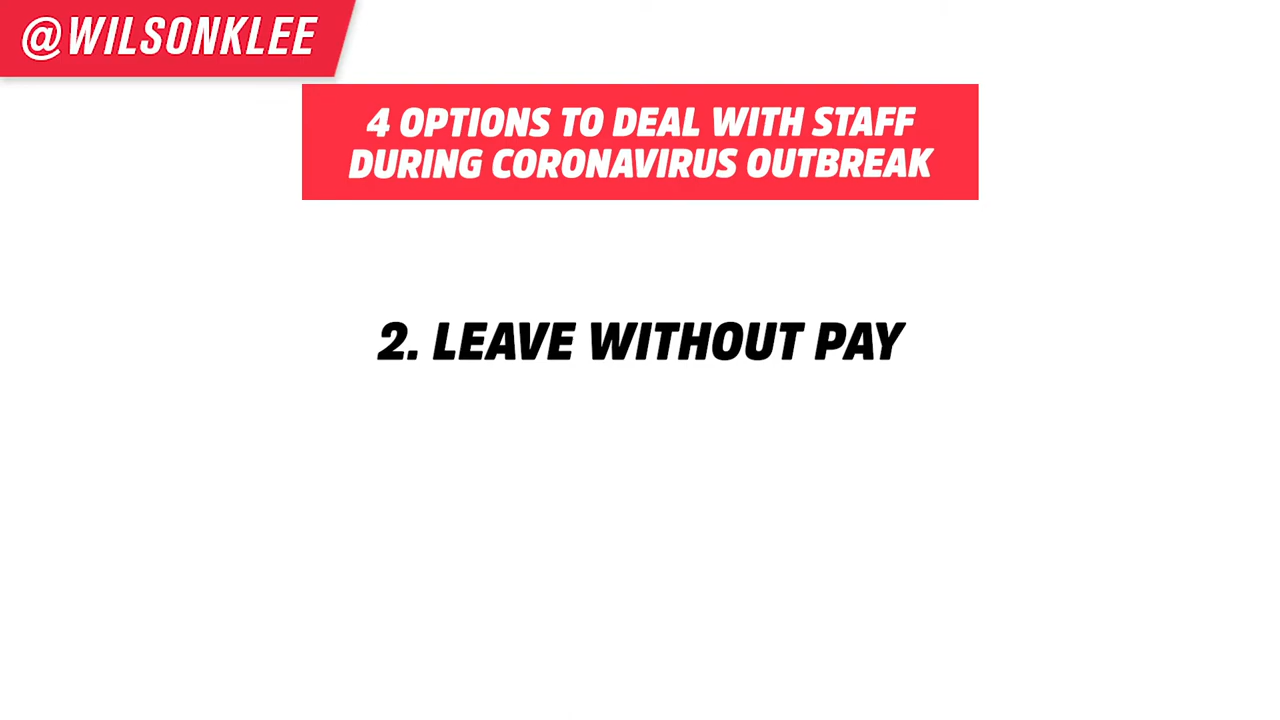 @WILSONKLEE
4 OPTIONS TO DEAL WITH STAFF
DURING CORONAVIRUS OUTBREAK
2. LEAVE WITHOUT PAY